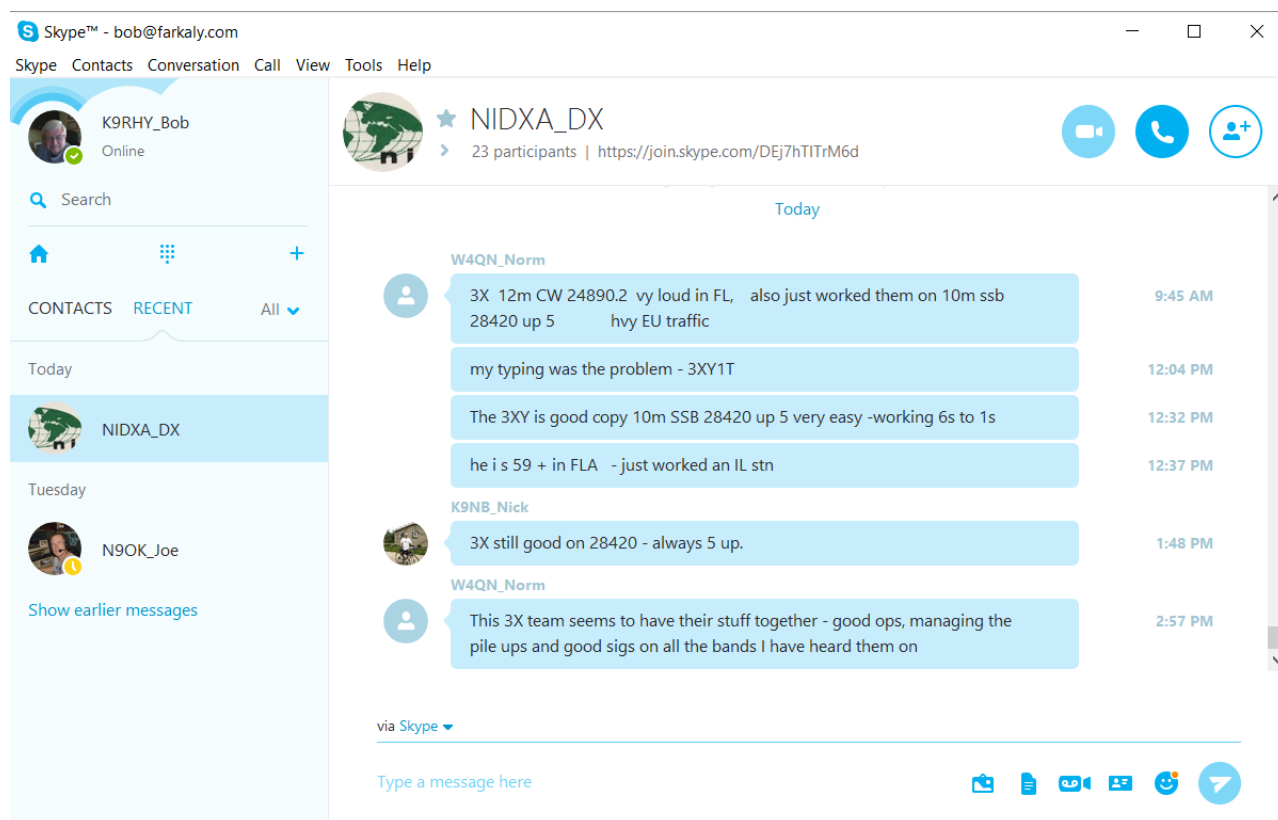 Skype™ - bob@farkaly.com
Skype Contacts Conversation Call View Tools Help
K9RHY_Bob
Online
Search
CONTACTS RECENT All
Today
NIDXA_DX
Tuesday
N9OK_Joe
Show earlier messages
ni
NIDXA_DX
23 participants | https://join.skype.com/DEj7hTITrM6d
Today
W4QN_Norm
3X 12m CW 24890.2 vy loud in FL, also just worked them on 10m ssb
28420 up 5 hvy EU traffic
9:45 AM
my typing was the problem - 3XY1T
12:04 PM
The 3XY is good copy 10m SSB 28420 up 5 very easy -working 6s to 1s
12:32 PM
he i s 59 + in FLA - just worked an IL stn
12:37 PM
K9NB_Nick
3X still good on 28420 - always 5 up.
1:48 PM
W4QN_Norm
This 3X team seems to have their stuff together - good ops, managing the
pile ups and good sigs on all the bands I have heard them on
2:57 PM
via Skype
Type a message here